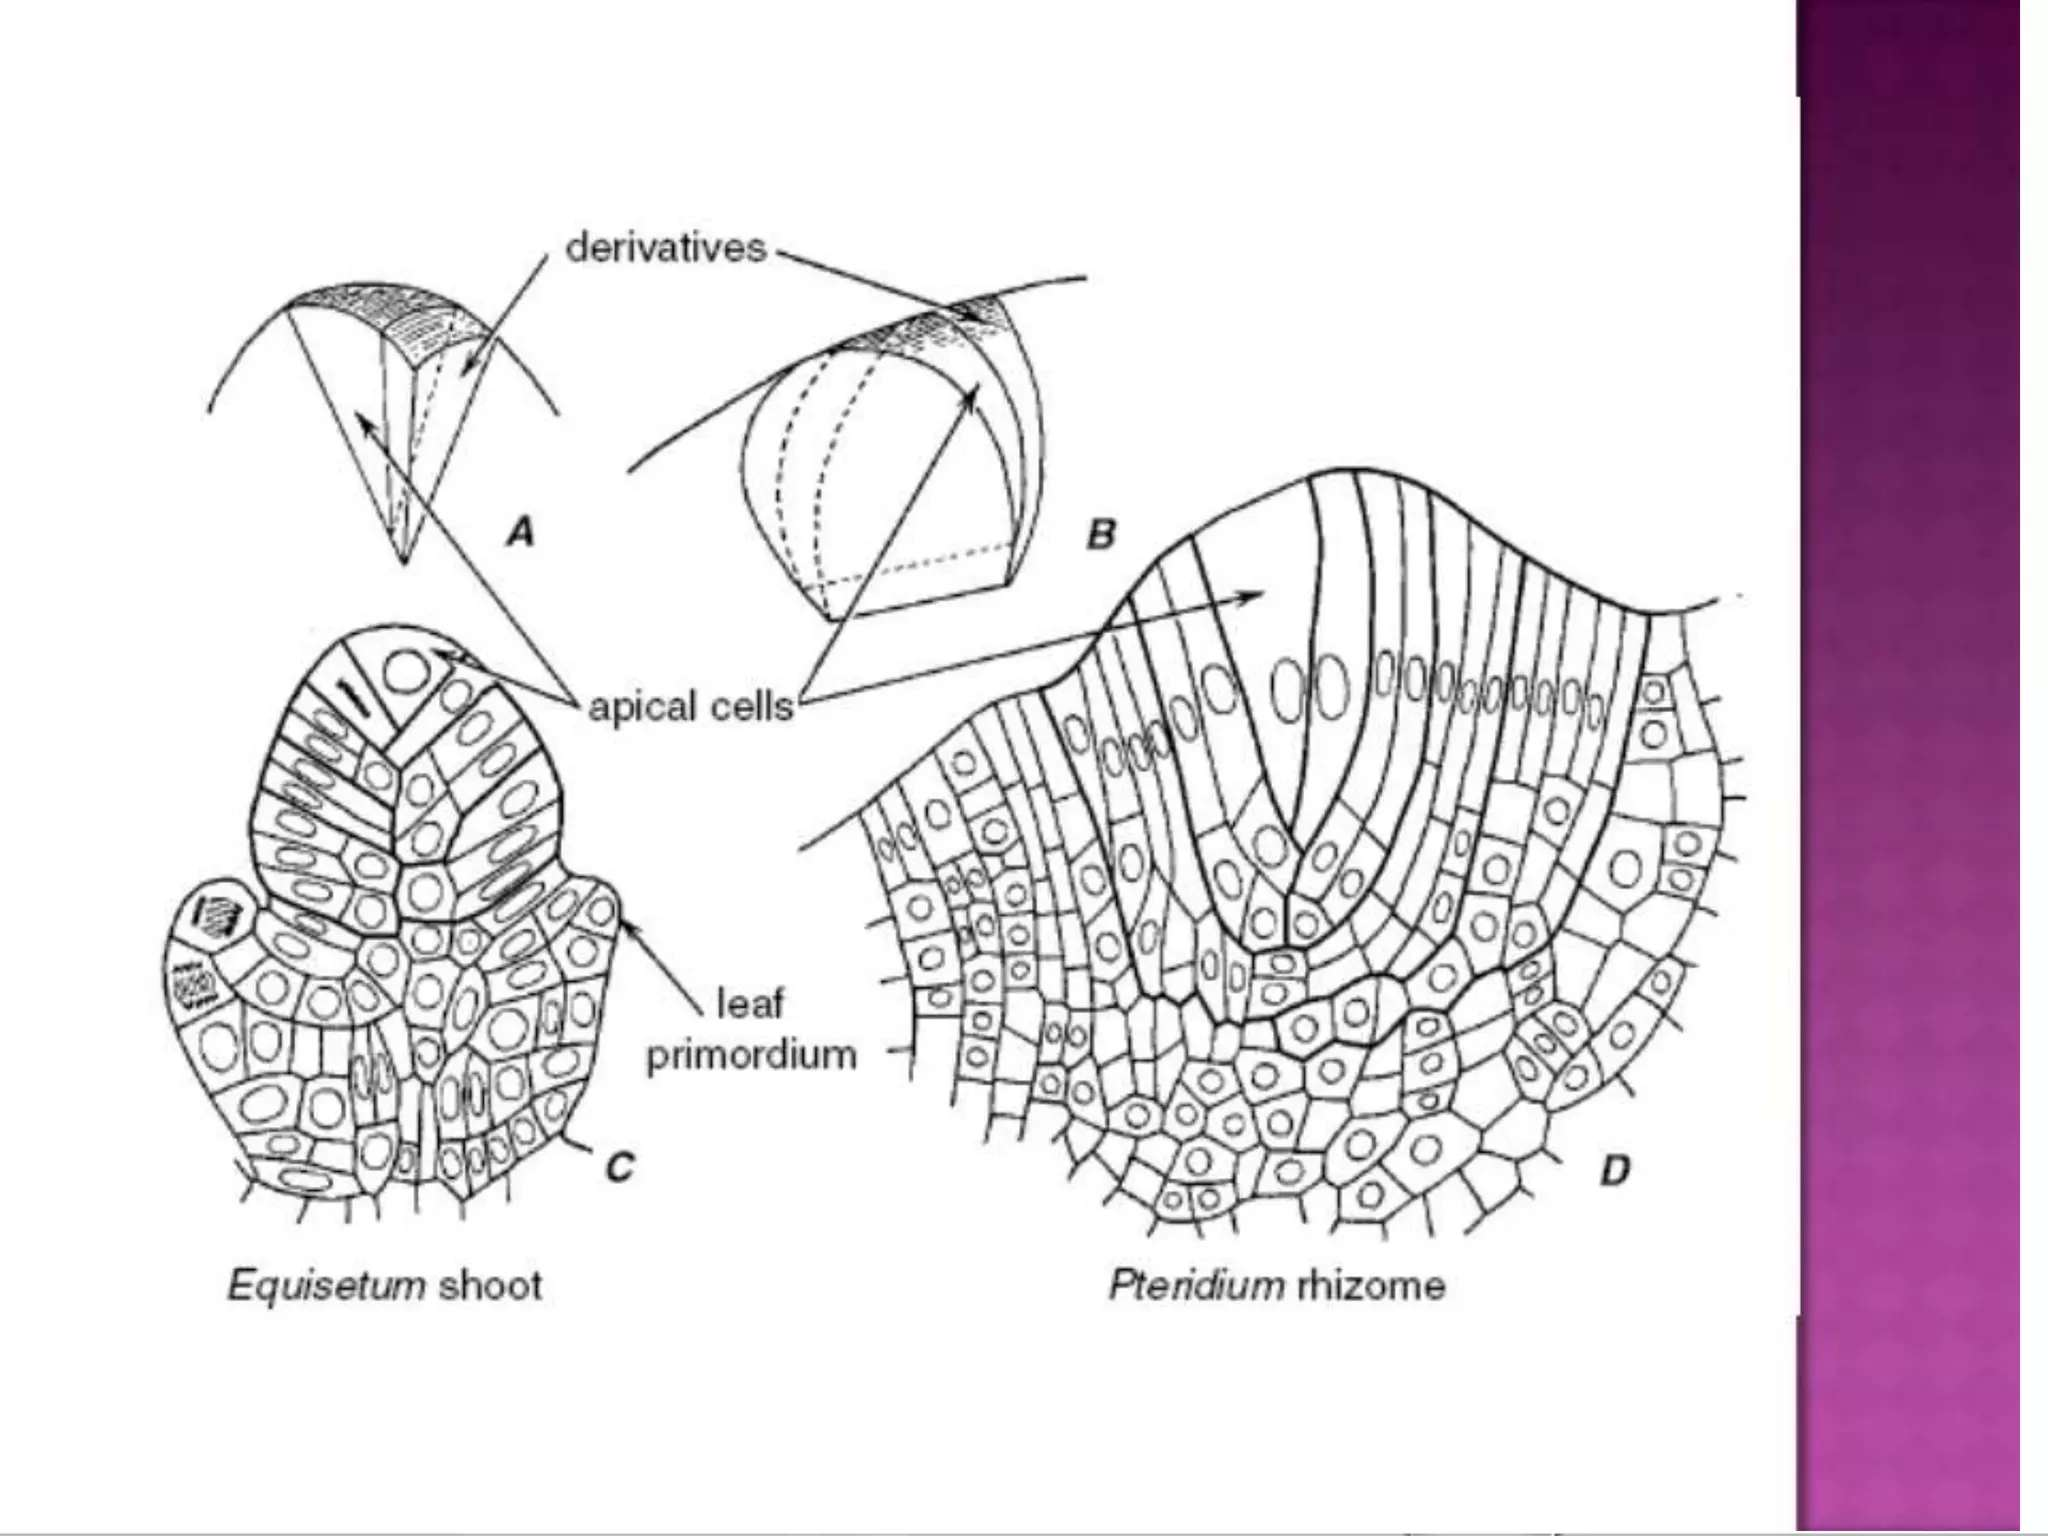 derivatives
A
B
apical cells
leaf
primordium
C
D
Equisetum shoot
Pteridium rhizome